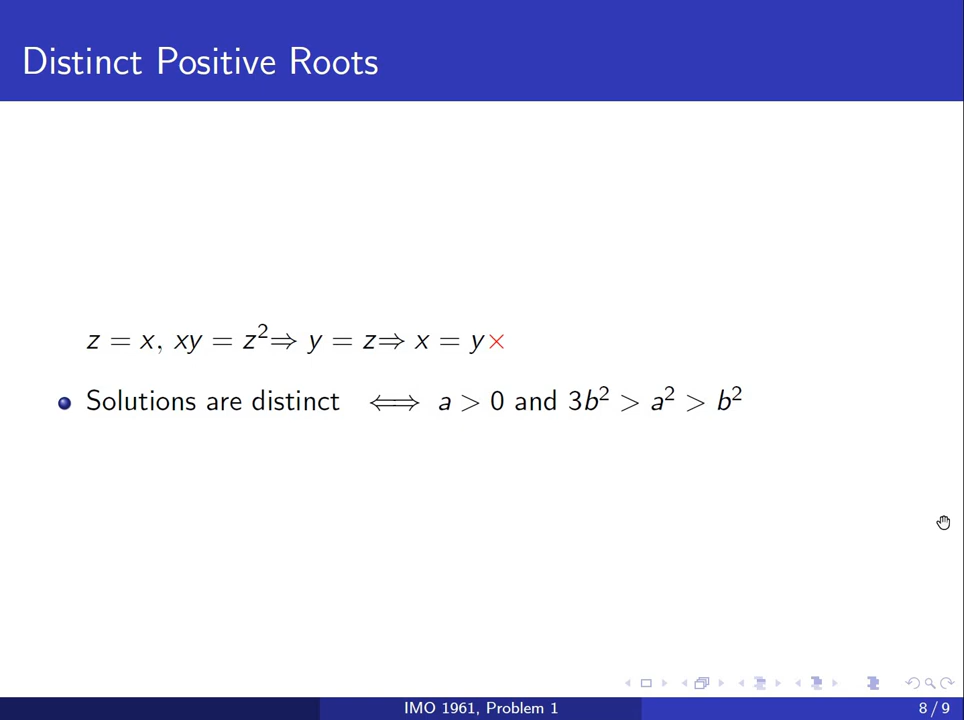 Distinct Positive Roots
z = x, xy = z²⇒ y = z⇒ x = y×
Solutions are distinct ⟺ a > 0 and 3b² > a² > b²
IMO 1961, Problem 1
8 / 9